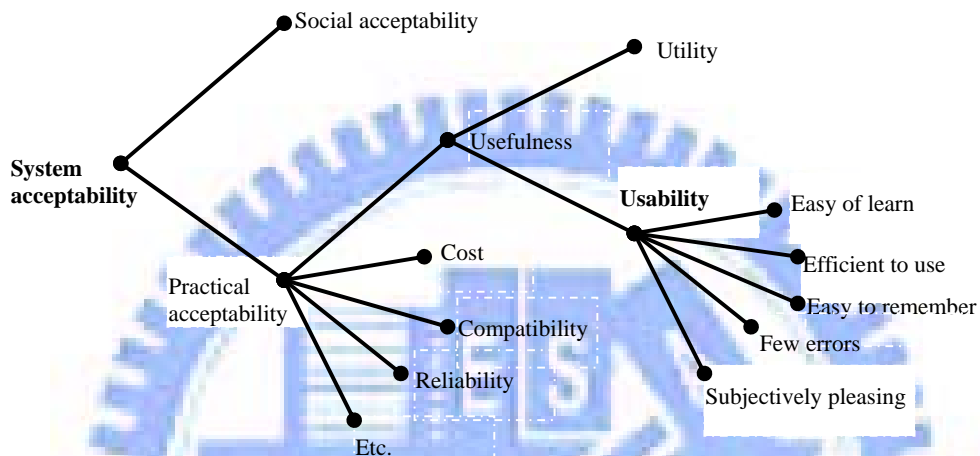 Social acceptability
Utility
Usefulness
System
acceptability
Usability
Easy of learn
Cost
Efficient to use
Practical
acceptability
Easy to remember
Compatibility
Few errors
Reliability
Subjectively pleasing
Etc.
ES